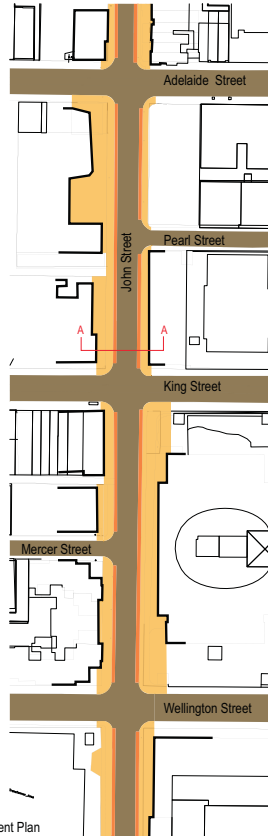 Adelaide Street
Pearl Street
John Street
A A
King Street
Mercer Street
Wellington Street
ent Plan